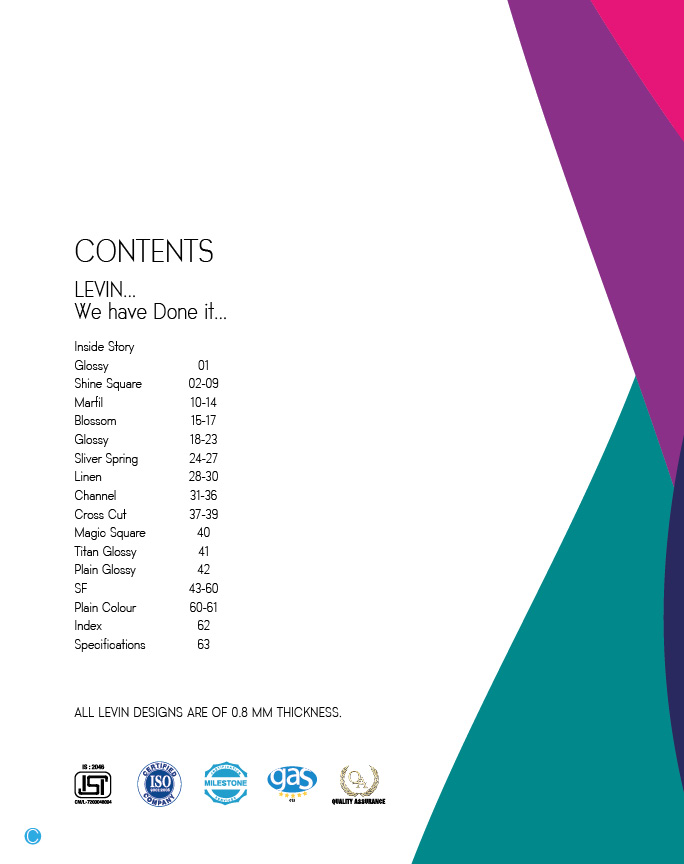 CONTENTS
LEVIN...
We have Done it...
Inside Story
Glossy 01
Shine Square 02-09
Marfil 10-14
Blossom 15-17
Glossy 18-23
Sliver Spring 24-27
Linen 28-30
Channel 31-36
Cross Cut 37-39
Magic Square 40
Titan Glossy 41
Plain Glossy 42
SF 43-60
Plain Colour 60-61
Index 62
Specifications 63
ALL LEVIN DESIGNS ARE OF 0.8 MM THICKNESS.
IS : 2046
ISI
CERTIFIED
ISO
COMPANY
MILESTONE
gas
QUALITY ASSURANCE
C